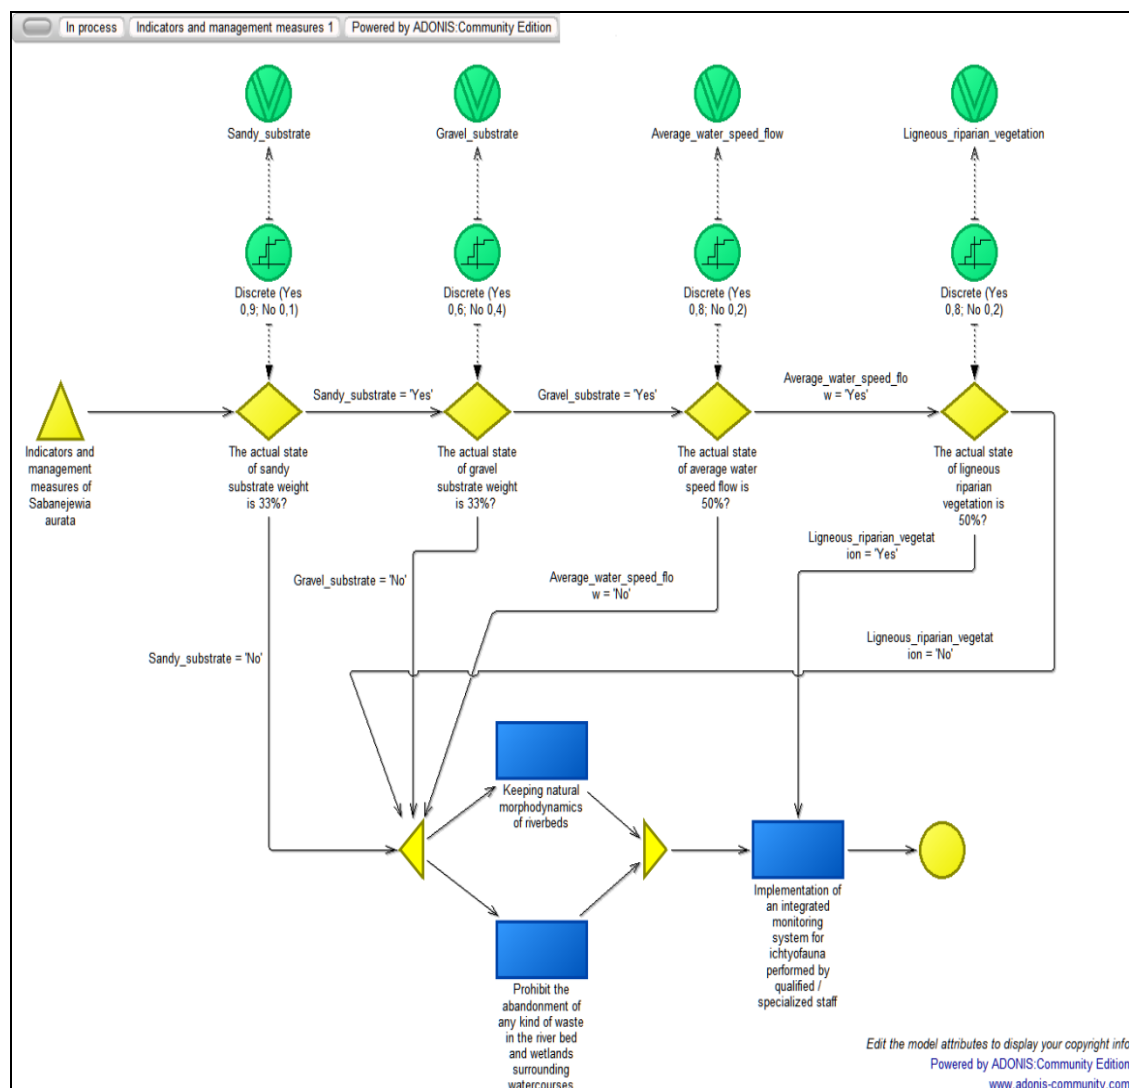 In process
Indicators and management measures 1
Powered by ADONIS:Community Edition
Sandy_substrate
Gravel_substrate
Average_water_speed_flow
Ligneous_riparian_vegetation
Discrete (Yes
0,9; No 0,1)
Discrete (Yes
0,6; No 0,4)
Discrete (Yes
0,8; No 0,2)
Discrete (Yes
0,8; No 0,2)
Sandy_substrate = 'Yes'
Gravel_substrate = 'Yes'
Average_water_speed_flo
w = 'Yes'
Indicators and
management
measures of
Sabanejewia
aurata
The actual state
of sandy
substrate weight
is 33%?
The actual state
of gravel
substrate weight
is 33%?
The actual state
of average water
speed flow is
50%?
The actual state
of ligneous
riparian
vegetation is
50%?
Ligneous_riparian_vegetat
ion = 'Yes'
Gravel_substrate = 'No'
Average_water_speed_flo
w = 'No'
Ligneous_riparian_vegetat
ion = 'No'
Sandy_substrate = 'No'
Keeping natural
morphodynamics
of riverbeds
Implementation of
an integrated
monitoring
system for
ichtyofauna
performed by
qualified /
specialized staff
Prohibit the
abandonment of
any kind of waste
in the river bed
and wetlands
surrounding
watercourses
Edit the model attributes to display your copyright info
Powered by ADONIS:Community Edition
www.adonis-community.com